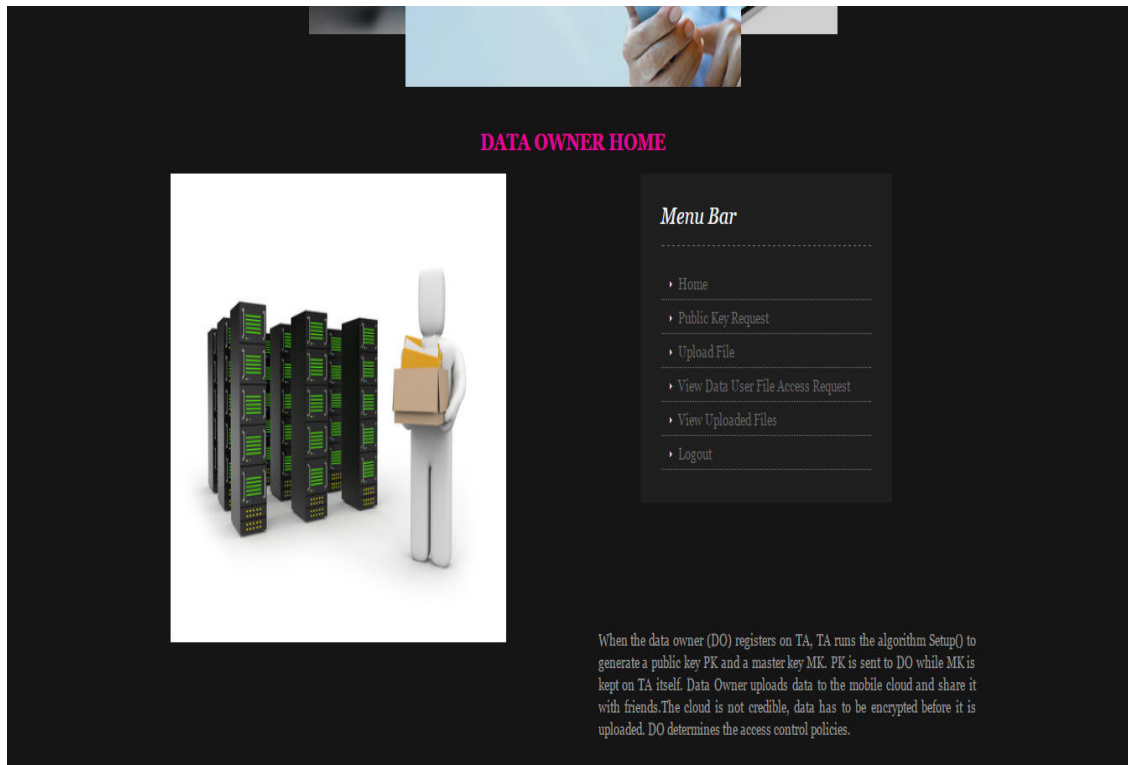 DATA OWNER HOME
Menu Bar
Home
Public Key Request
Upload File
View Data User File Access Request
View Uploaded Files
Logout
When the data owner (DO) registers on TA, TA runs the algorithm Setup() to
generate a public key PK and a master key MK. PK is sent to DO while MK is
kept on TA itself. Data Owner uploads data to the mobile cloud and share it
with friends.The cloud is not credible, data has to be encrypted before it is
uploaded. DO determines the access control policies.